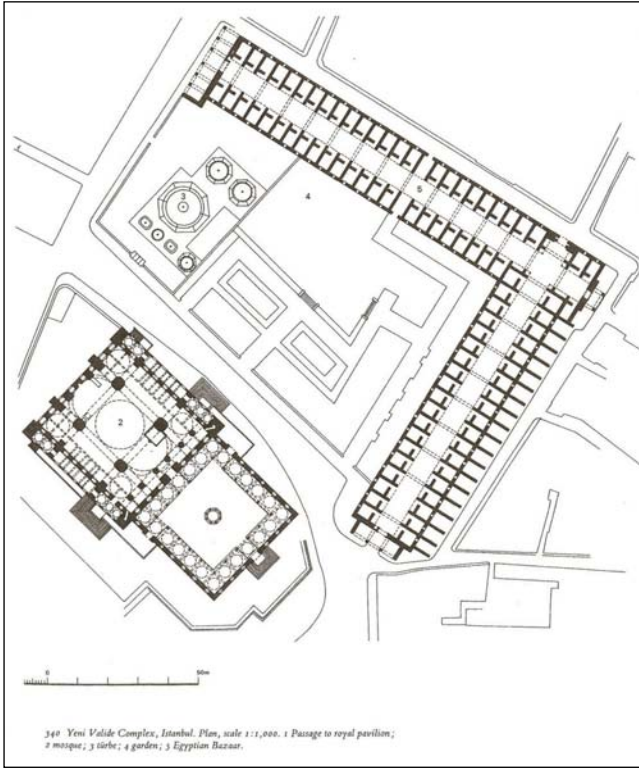 5
3
4
2
0 50m
340 Yeni Valide Complex, Istanbul. Plan, scale 1:1,000. 1 Passage to royal pavilion;
2 mosque; 3 türbe; 4 garden; 5 Egyptian Bazaar.